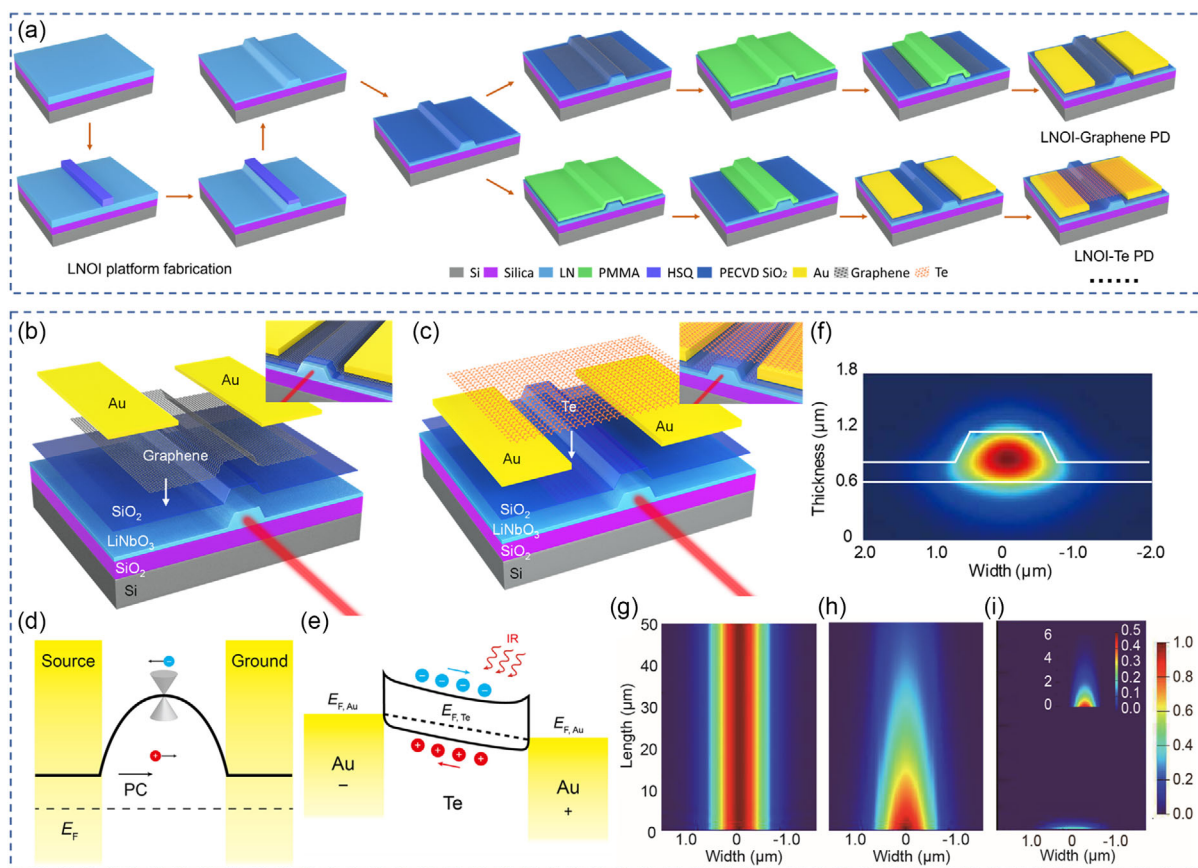 (a)
LNOI platform fabrication
LNOI-Graphene PD
LNOI-Te PD
......
Si Silica LN PMMA HSQ PECVD SiO₂ Au Graphene Te
(b)
Au
Au
Graphene
SiO₂
LiNbO₃
SiO₂
Si
(c)
Te
Au
Au
SiO₂
LiNbO₃
SiO₂
Si
(f)
Thickness (μm)
1.8
1.2
0.6
0
2.0 1.0 0 -1.0 -2.0
Width (μm)
(d)
Source
Ground
PC
E_F
(e)
IR
E_F, Au
E_F, Te
E_F, Au
Au
−
Te
Au
+
(g)
Length (μm)
50
40
30
20
10
0
1.0 0 -1.0
Width (μm)
(h)
1.0 0 -1.0
Width (μm)
(i)
6
4
2
0
0.5
0.4
0.3
0.2
0.1
0.0
1.0 0 -1.0
Width (μm)
1.0
0.8
0.6
0.4
0.2
0.0